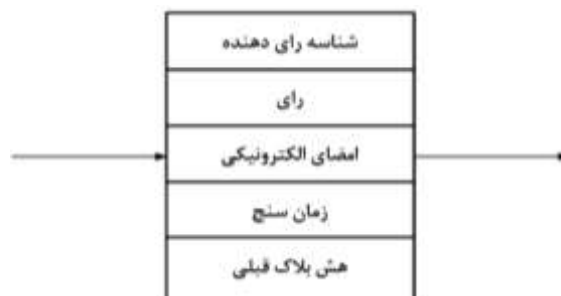 شناسه رای دهنده
رای
امضای الکترونیکی
زمان سنج
هش بلاک قبلی